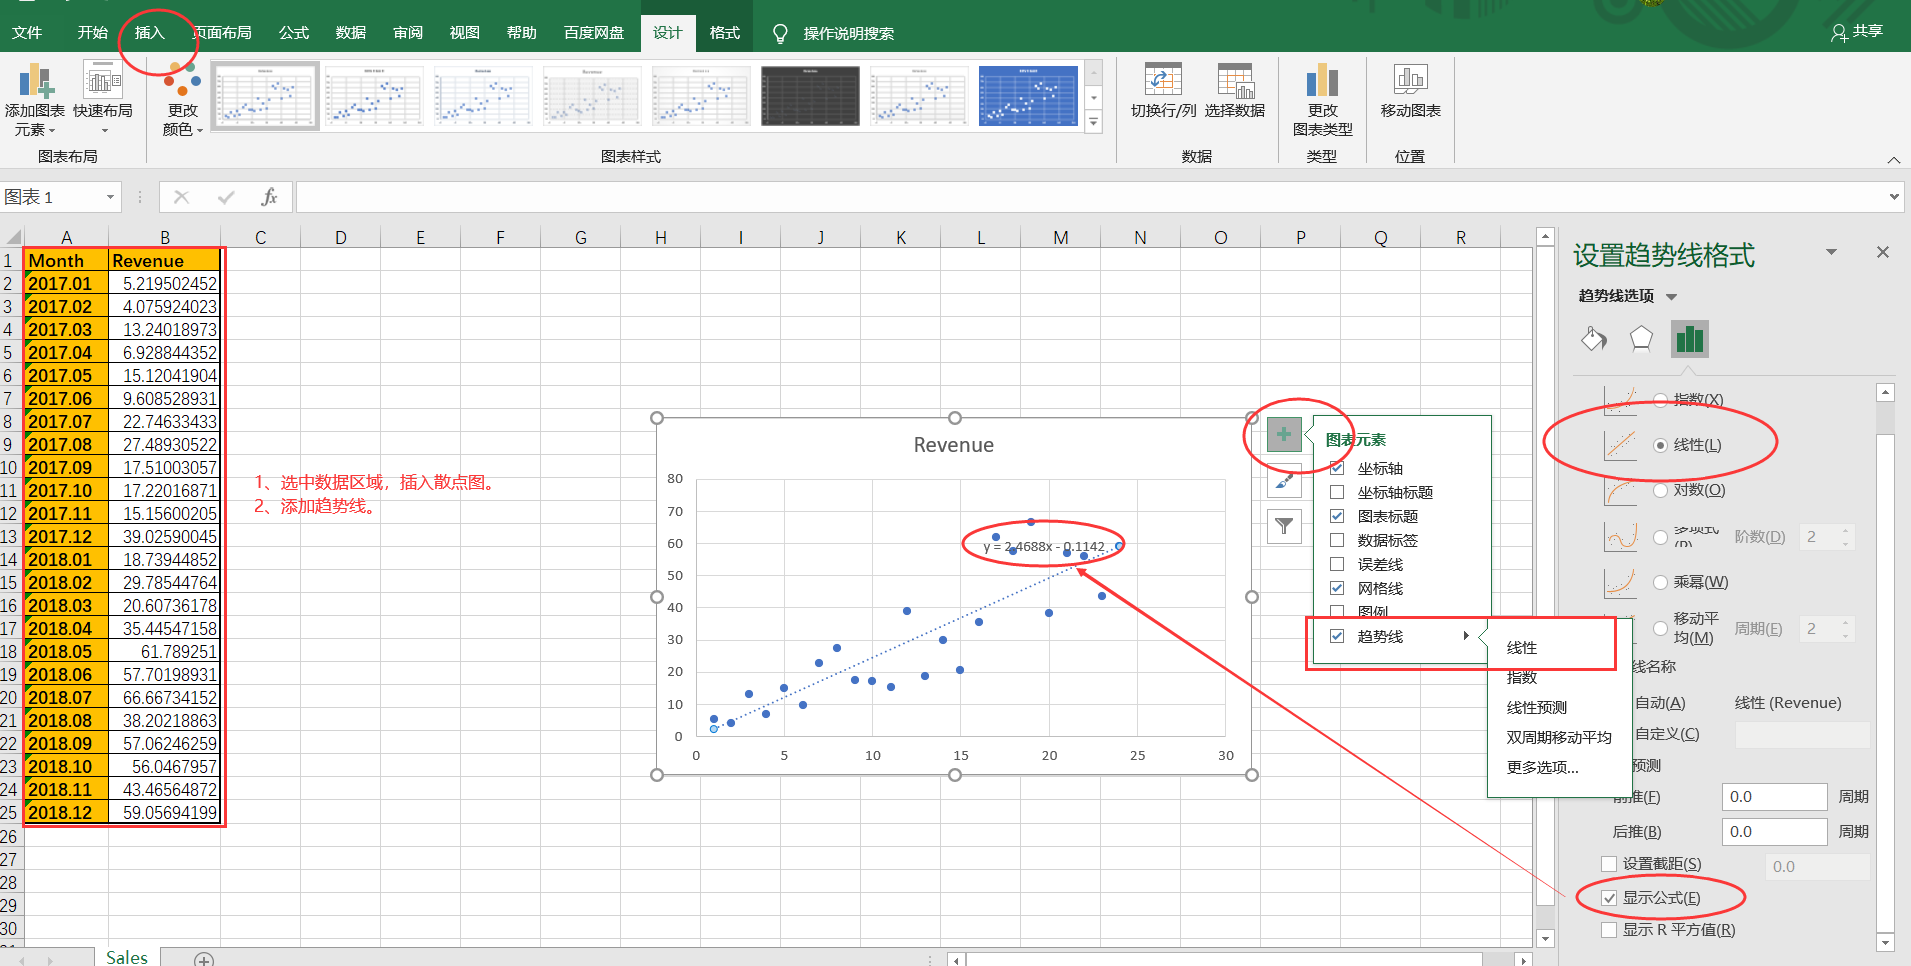 文件 开始 插入 页面布局 公式 数据 审阅 视图 帮助 百度网盘 设计 格式 操作说明搜索 共享
添加图表 快速布局 更改 切换行/列 选择数据 更改 移动图表
元素 颜色 图表类型
图表布局 图表样式 数据 类型 位置
图表 1 fx
A B C D E F G H I J K L M N O P Q R
1 Month Revenue
2 2017.01 5.219502452
3 2017.02 4.075924023
4 2017.03 13.24018973
5 2017.04 6.928844352
6 2017.05 15.12041904
7 2017.06 9.608528931
8 2017.07 22.74633433
9 2017.08 27.48930522
10 2017.09 17.51003057
11 2017.10 17.22016871
12 2017.11 15.15600205
13 2017.12 39.02590045
14 2018.01 18.73944852
15 2018.02 29.78544764
16 2018.03 20.60736178
17 2018.04 35.44547158
18 2018.05 61.789251
19 2018.06 57.70198931
20 2018.07 66.66734152
21 2018.08 38.20218863
22 2018.09 57.06246259
23 2018.10 56.0467957
24 2018.11 43.46564872
25 2018.12 59.05694199
26
27
28
29
30
1、选中数据区域，插入散点图。
2、添加趋势线。
Revenue
80
70
60
50
40
30
20
10
0
0 5 10 15 20 25 30
y = 2.4688x - 0.1142
图表元素
坐标轴
坐标轴标题
图表标题
数据标签
误差线
网格线
图例
趋势线
线性
指数
线性预测
双周期移动平均
更多选项...
设置趋势线格式
趋势线选项
指数(X)
线性(L)
对数(O)
多项式 阶数(D) 2
(P)
乘幂(W)
移动平 周期(E) 2
均(M)
线名称
自动(A) 线性 (Revenue)
自定义(C)
预测
前推(F) 0.0 周期
后推(B) 0.0 周期
设置截距(S) 0.0
显示公式(E)
显示 R 平方值(R)
Sales